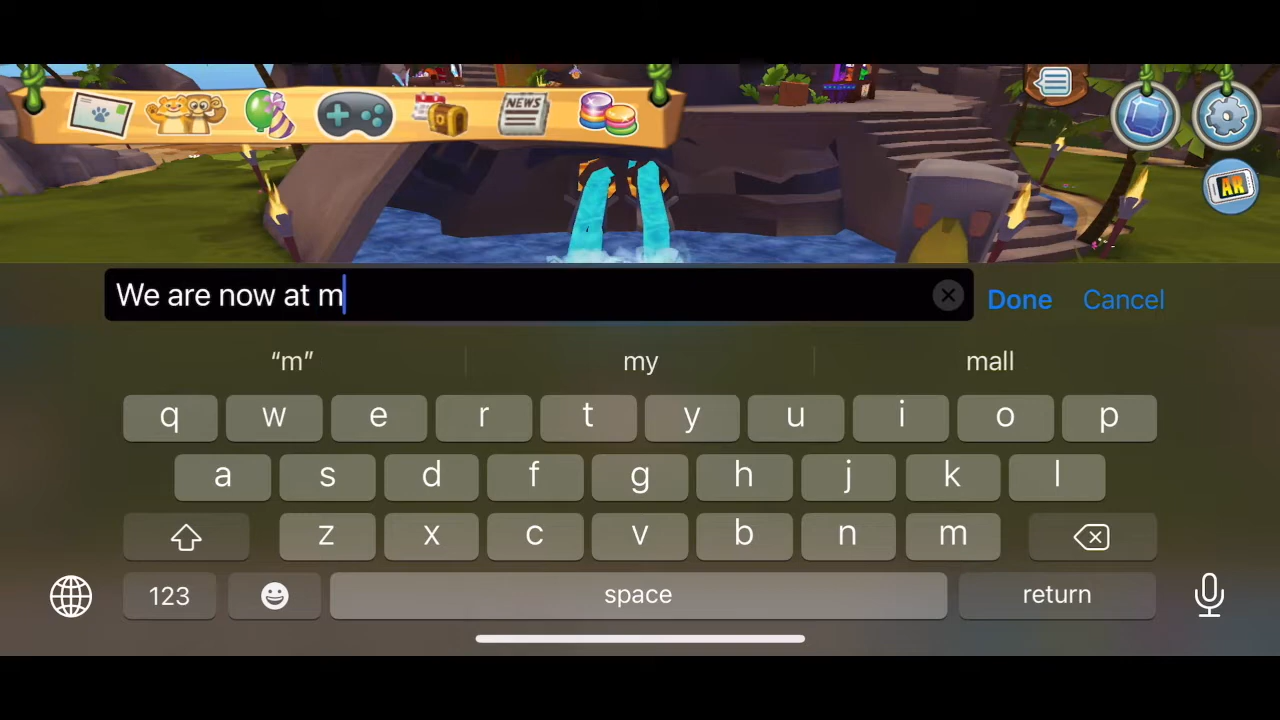 NEWS
AR
We are now at m
Done
Cancel
“m”
my
mall
q w e r t y u i o p
a s d f g h j k l
z x c v b n m
123
space
return